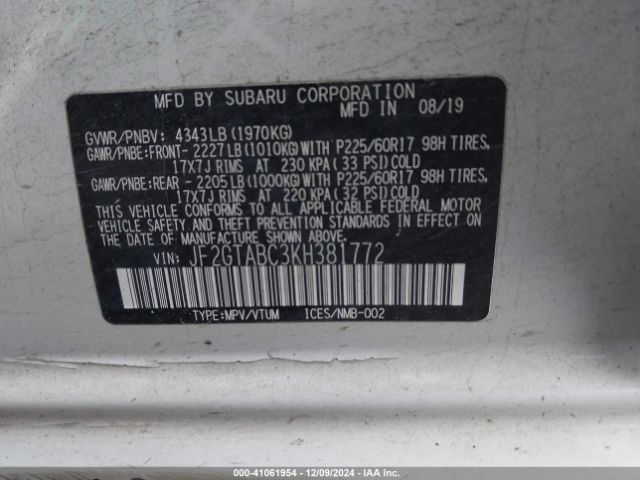 MFD BY SUBARU CORPORATION
MFD IN 08/19
GVWR/PNBV: 4343LB(1970KG)
GAWR/PNBE:FRONT-2227LB(1010KG)WITH P225/60R17 98H TIRES,
17X7J RIMS AT 230 KPA(33 PSI)COLD
GAWR/PNBE:REAR -2205LB(1000KG)WITH P225/60R17 98H TIRES,
17X7J RIMS AT 220 KPA(32 PSI)COLD
THIS VEHICLE CONFORMS TO ALL APPLICABLE FEDERAL MOTOR
VEHICLE SAFETY AND THEFT PREVENTION STANDARDS IN EFFECT ON
THE DATE OF MANUFACTURE SHOWN ABOVE.
VIN: JF2GTABC3KH381772
TYPE:MPV/VTUM ICES/NMB-002
000-41061954 - 12/09/2024 - IAA Inc.